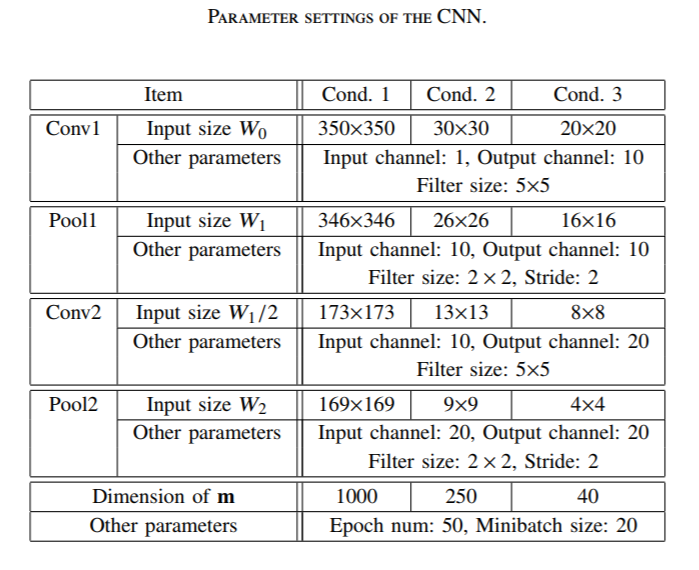 PARAMETER SETTINGS OF THE CNN.
Item Cond. 1 Cond. 2 Cond. 3
Conv1 Input size W₀ 350×350 30×30 20×20
Other parameters Input channel: 1, Output channel: 10
Filter size: 5×5
Pool1 Input size W₁ 346×346 26×26 16×16
Other parameters Input channel: 10, Output channel: 10
Filter size: 2 × 2, Stride: 2
Conv2 Input size W₁/2 173×173 13×13 8×8
Other parameters Input channel: 10, Output channel: 20
Filter size: 5×5
Pool2 Input size W₂ 169×169 9×9 4×4
Other parameters Input channel: 20, Output channel: 20
Filter size: 2 × 2, Stride: 2
Dimension of m 1000 250 40
Other parameters Epoch num: 50, Minibatch size: 20